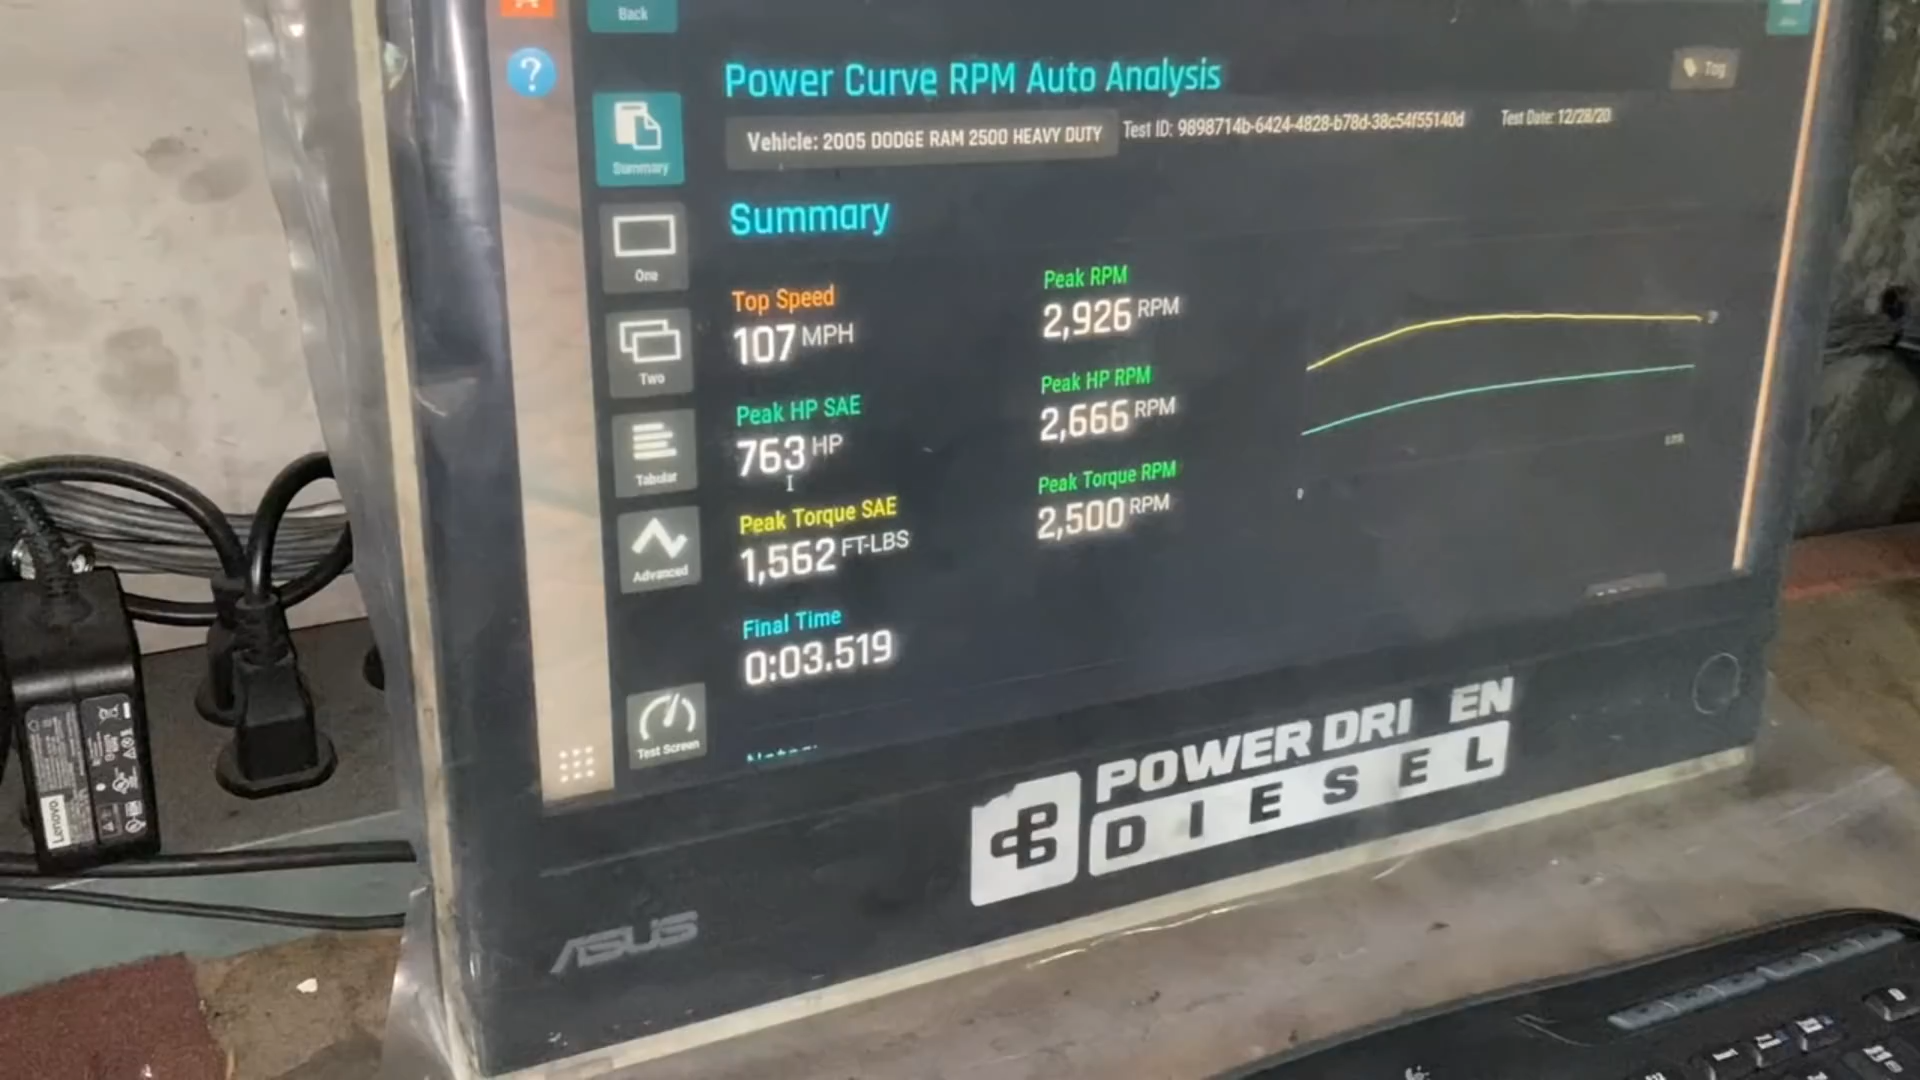 Back
Power Curve RPM Auto Analysis
Tag
Vehicle: 2005 DODGE RAM 2500 HEAVY DUTY
Test ID: 9898714b-6424-4828-b78d-38c54f55140d
Test Date: 12/28/20
?
Summary
Summary
One
Two
Tabular
Advanced
Test Screen
Top Speed
107 MPH
Peak HP SAE
763 HP
Peak Torque SAE
1,562 FT-LBS
Final Time
0:03.519
Peak RPM
2,926 RPM
Peak HP RPM
2,666 RPM
Peak Torque RPM
2,500 RPM
POWER DRI EN
DIESEL
ASUS
Lenovo